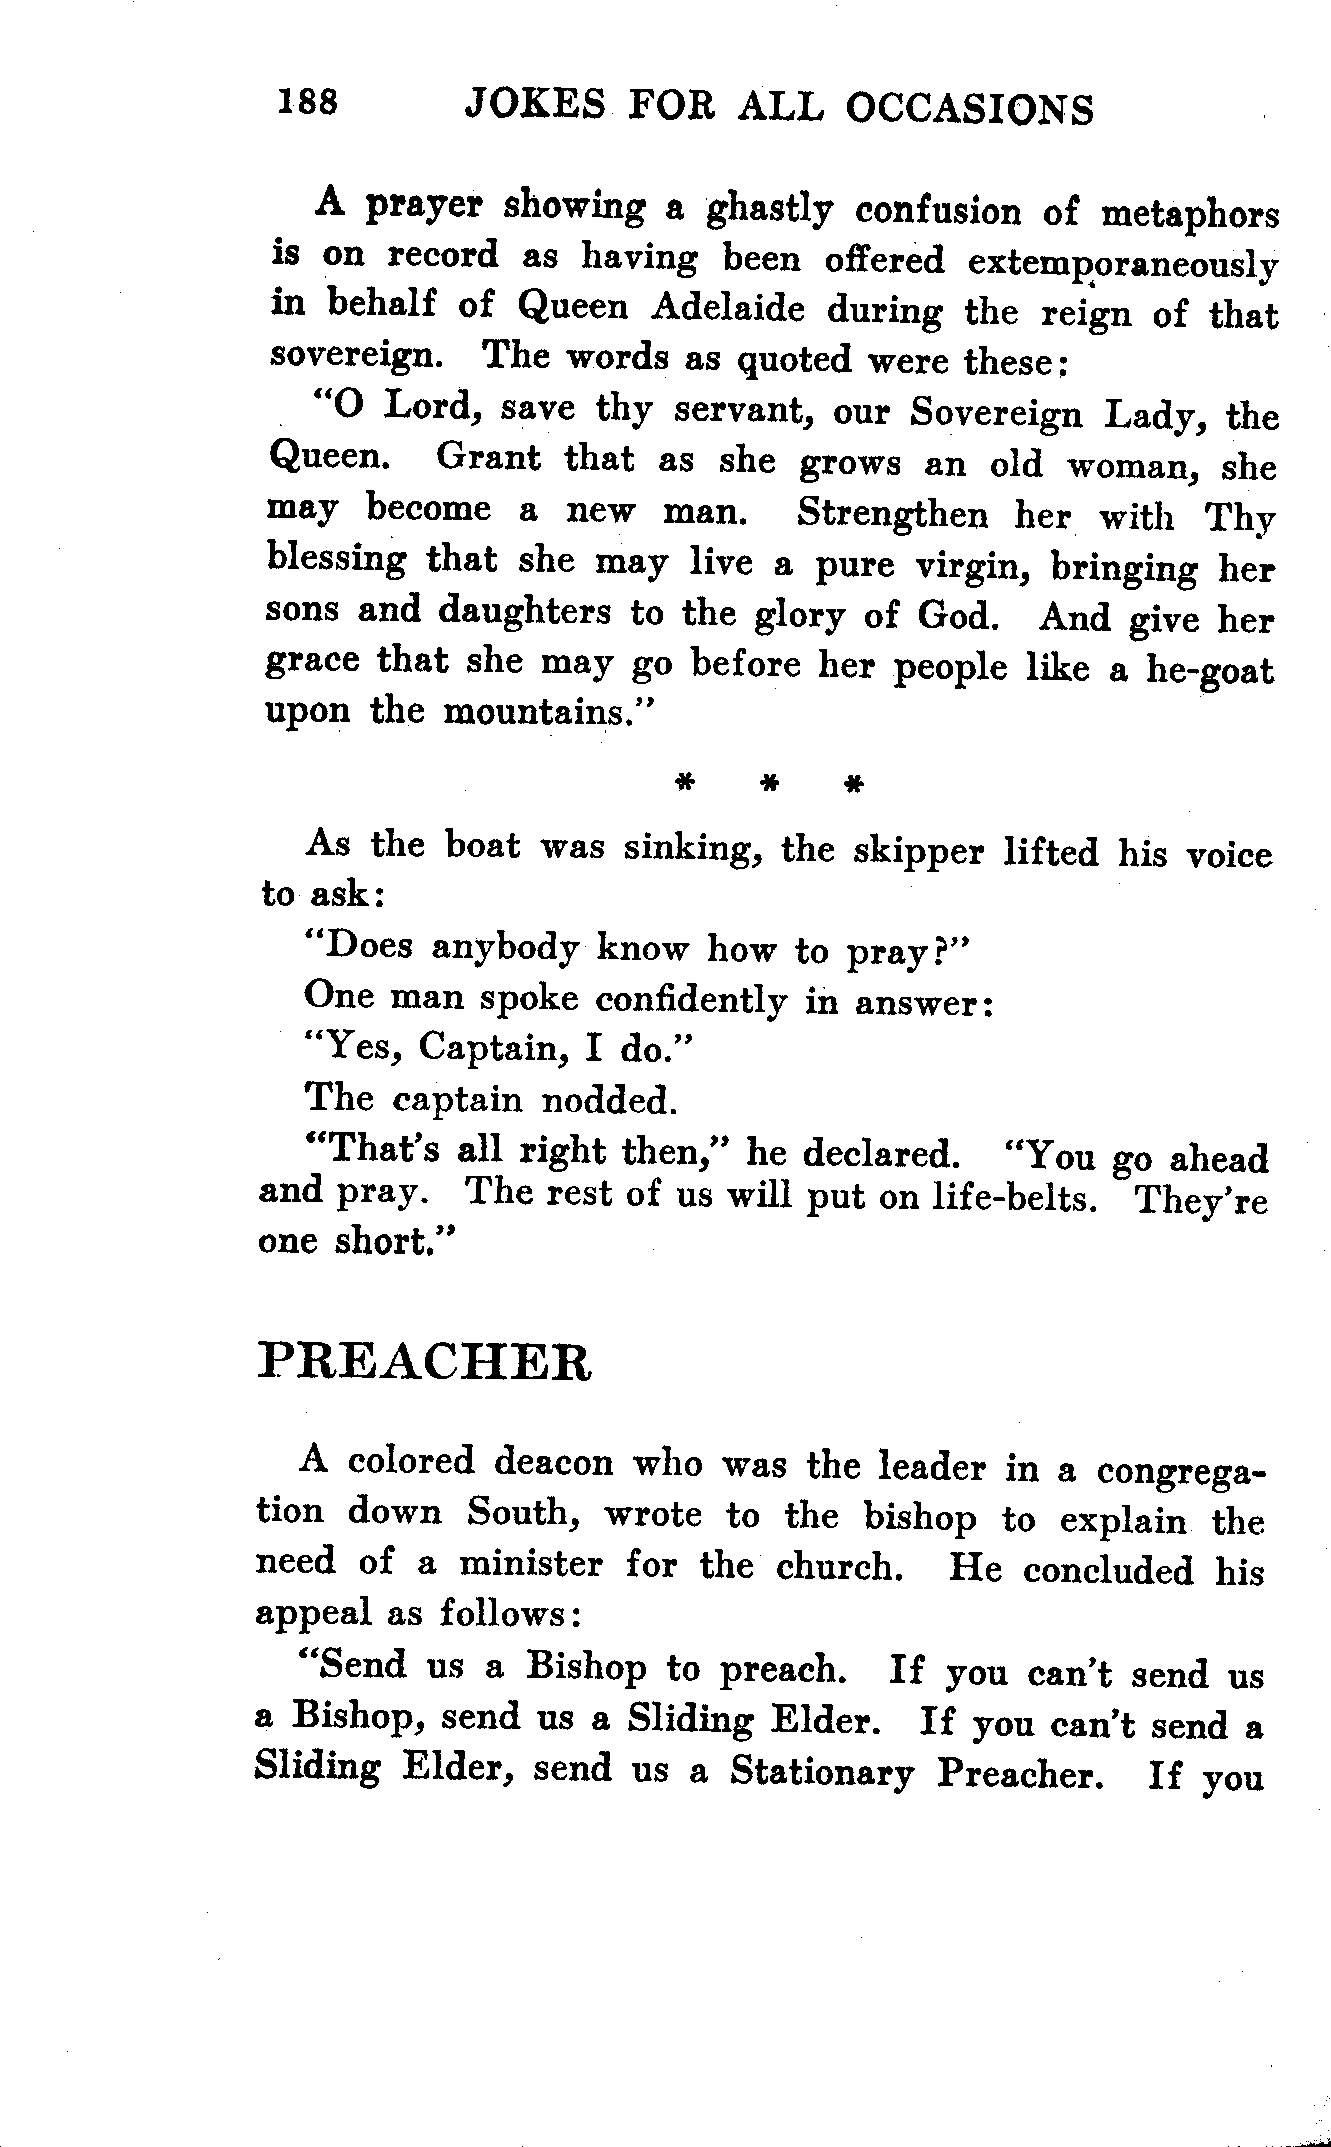 188 JOKES FOR ALL OCCASIONS
A prayer showing a ghastly confusion of metaphors
is on record as having been offered extemporaneously
in behalf of Queen Adelaide during the reign of that
sovereign. The words as quoted were these:
“O Lord, save thy servant, our Sovereign Lady, the
Queen. Grant that as she grows an old woman, she
may become a new man. Strengthen her with Thy
blessing that she may live a pure virgin, bringing her
sons and daughters to the glory of God. And give her
grace that she may go before her people like a he-goat
upon the mountains.”
* * *
As the boat was sinking, the skipper lifted his voice
to ask:
“Does anybody know how to pray?”
One man spoke confidently in answer:
“Yes, Captain, I do.”
The captain nodded.
“That’s all right then,” he declared. “You go ahead
and pray. The rest of us will put on life-belts. They’re
one short.”
PREACHER
A colored deacon who was the leader in a congrega-
tion down South, wrote to the bishop to explain the
need of a minister for the church. He concluded his
appeal as follows:
“Send us a Bishop to preach. If you can’t send us
a Bishop, send us a Sliding Elder. If you can’t send a
Sliding Elder, send us a Stationary Preacher. If you